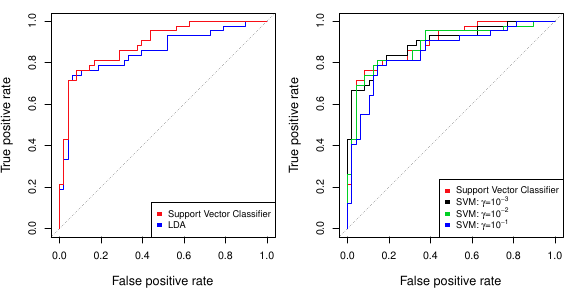 1.0
0.8
0.6
0.4
0.2
0.0
True positive rate
0.0 0.2 0.4 0.6 0.8 1.0
False positive rate
Support Vector Classifier
LDA
1.0
0.8
0.6
0.4
0.2
0.0
True positive rate
0.0 0.2 0.4 0.6 0.8 1.0
False positive rate
Support Vector Classifier
SVM: γ=10⁻³
SVM: γ=10⁻²
SVM: γ=10⁻¹